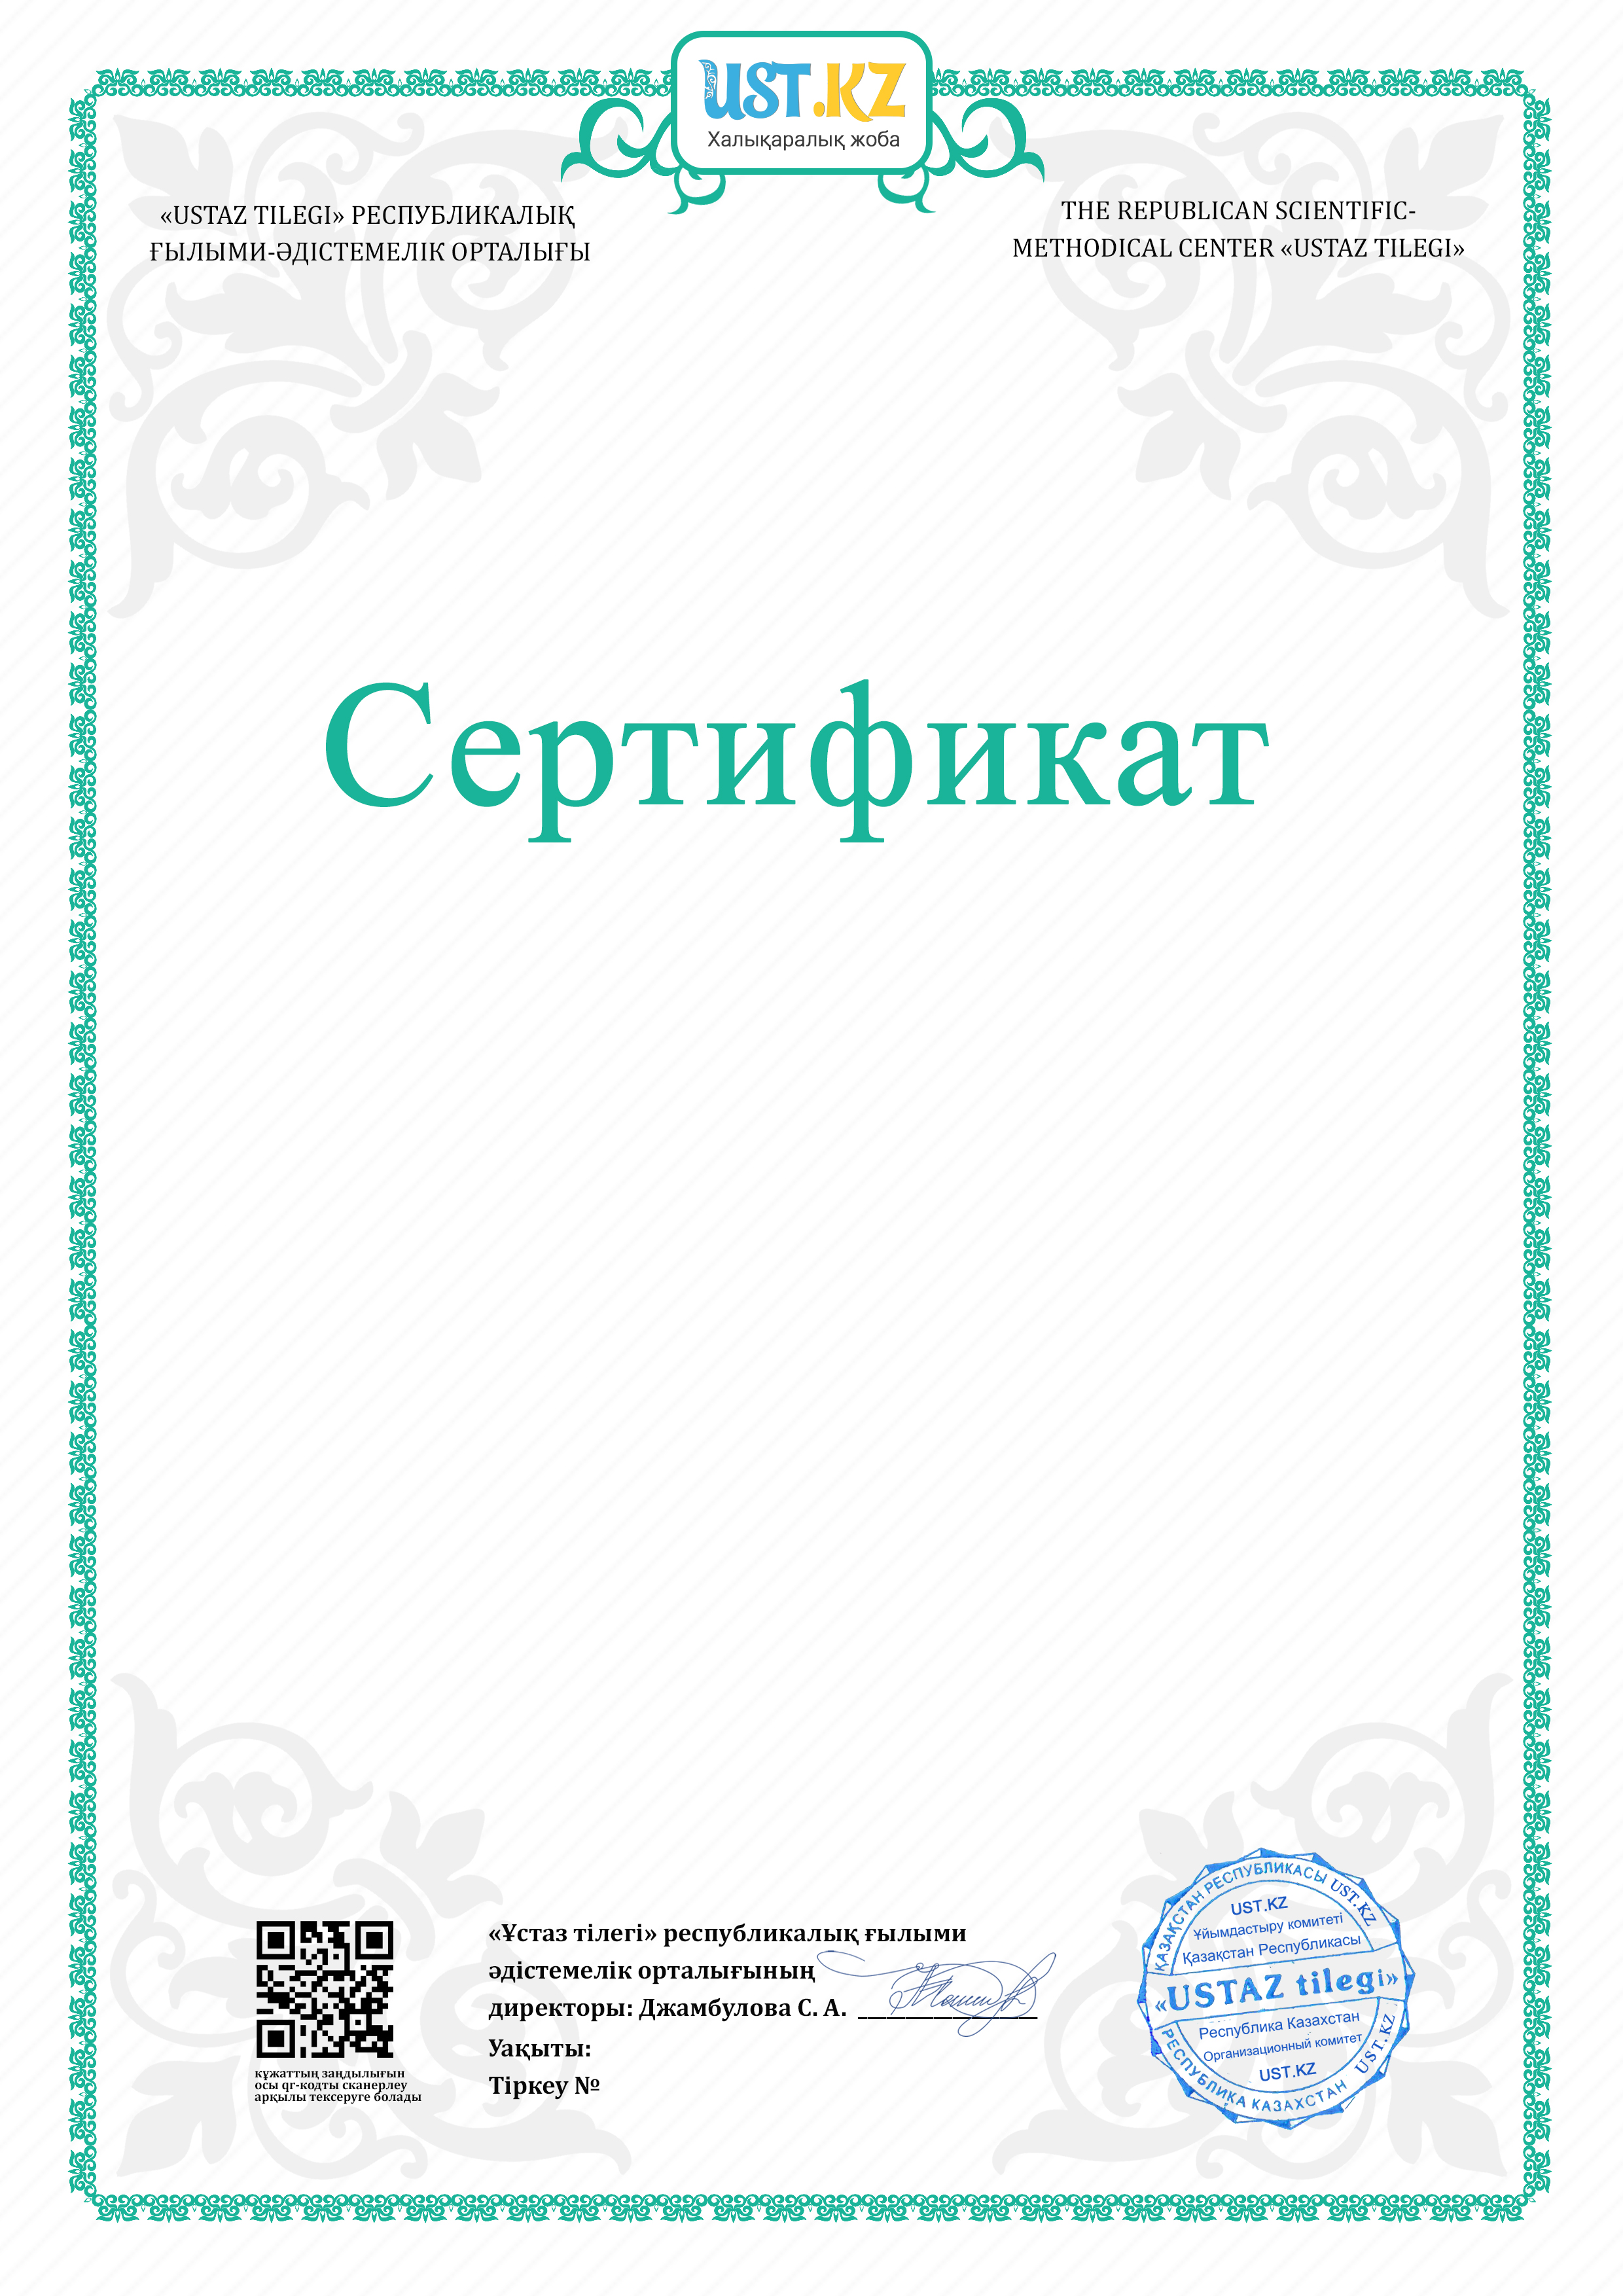 UST.KZ
Халықаралық жоба
«USTAZ TILEGI» РЕСПУБЛИКАЛЫҚ
ҒЫЛЫМИ-ӘДІСТЕМЕЛІК ОРТАЛЫҒЫ
THE REPUBLICAN SCIENTIFIC-
METHODICAL CENTER «USTAZ TILEGI»
Сертификат
«Ұстаз тілегі» республикалық ғылыми
әдістемелік орталығының
директоры: Джамбулова С. А.
Уақыты:
Тіркеу №
құжаттың заңдылығын
осы qr-кодты сканерлеу
арқылы тексеруге болады
ҚАЗАҚСТАН РЕСПУБЛИКАСЫ UST.KZ
UST.KZ
Ұйымдастыру комитеті
Қазақстан Республикасы
«USTAZ tilegi»
Республика Казахстан
Организационный комитет
UST.KZ
РЕСПУБЛИКА КАЗАХСТАН UST.KZ